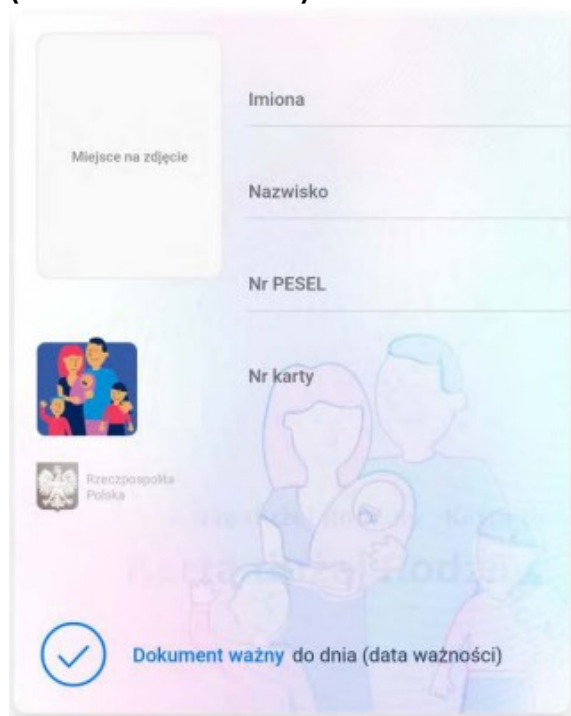 Miejsce na zdjęcie
Imiona
Nazwisko
Nr PESEL
Nr karty
Rzeczpospolita
Polska
Dokument ważny do dnia (data ważności)